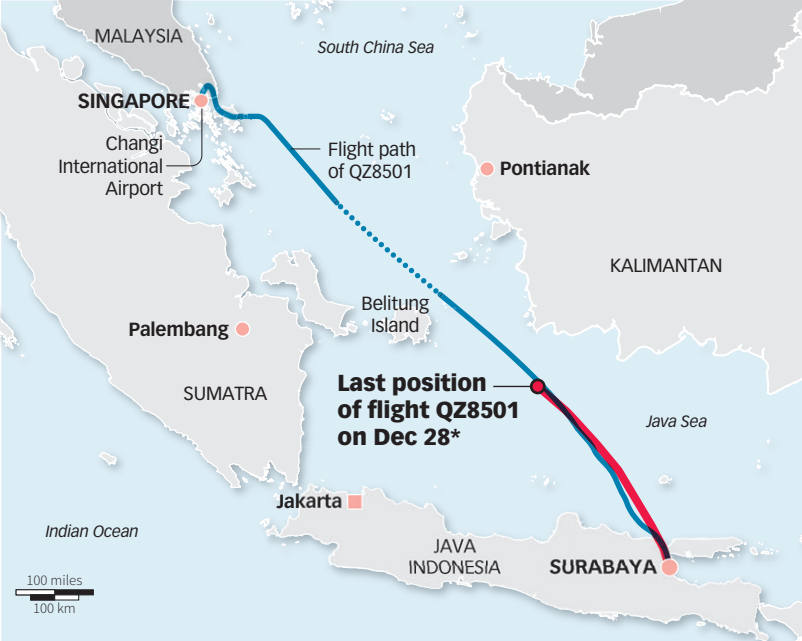 MALAYSIA
South China Sea
SINGAPORE
Changi
International
Airport
Flight path
of QZ8501
Pontianak
KALIMANTAN
Belitung
Island
Palembang
SUMATRA
Last position
of flight QZ8501
on Dec 28*
Java Sea
Jakarta
Indian Ocean
JAVA
INDONESIA
SURABAYA
100 miles
100 km